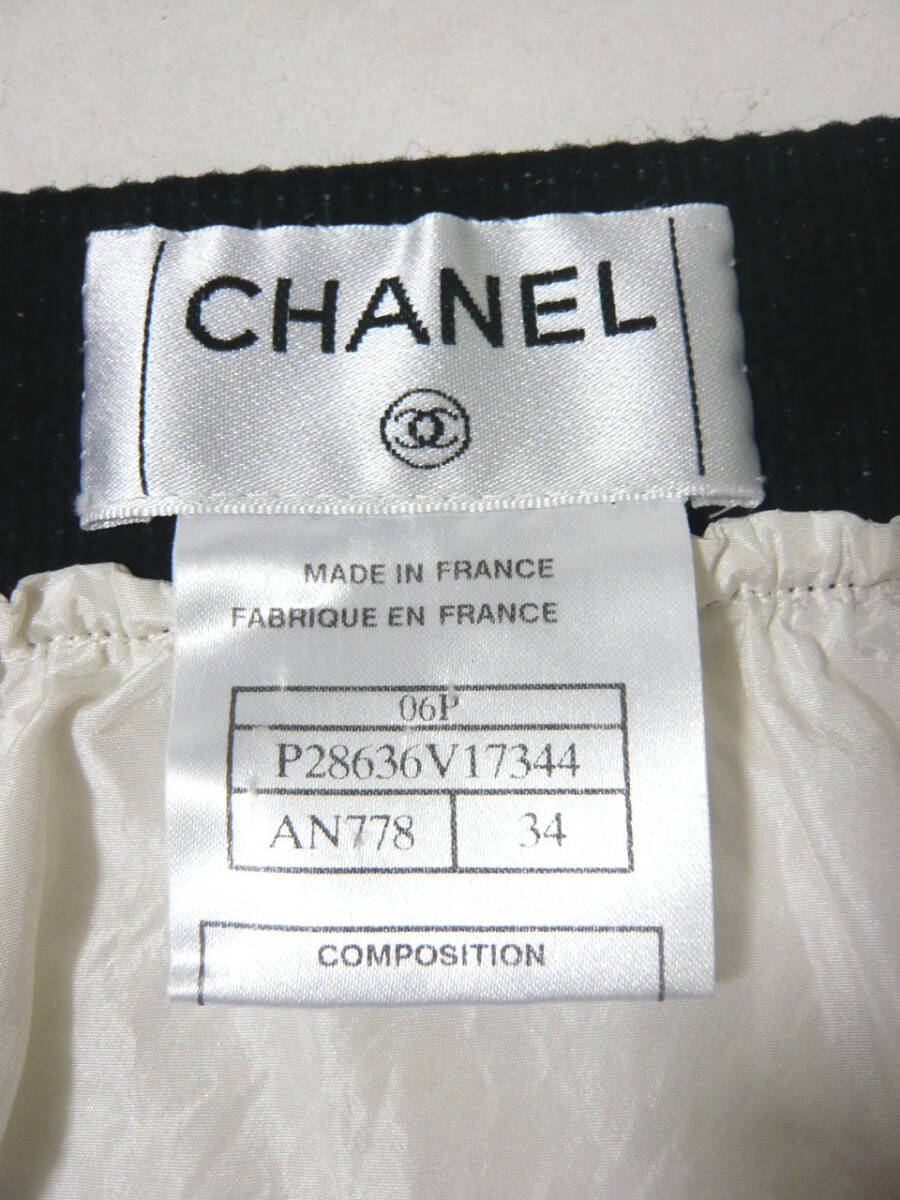 CHANEL
MADE IN FRANCE
FABRIQUE EN FRANCE
06P
P28636V17344
AN778 34
COMPOSITION